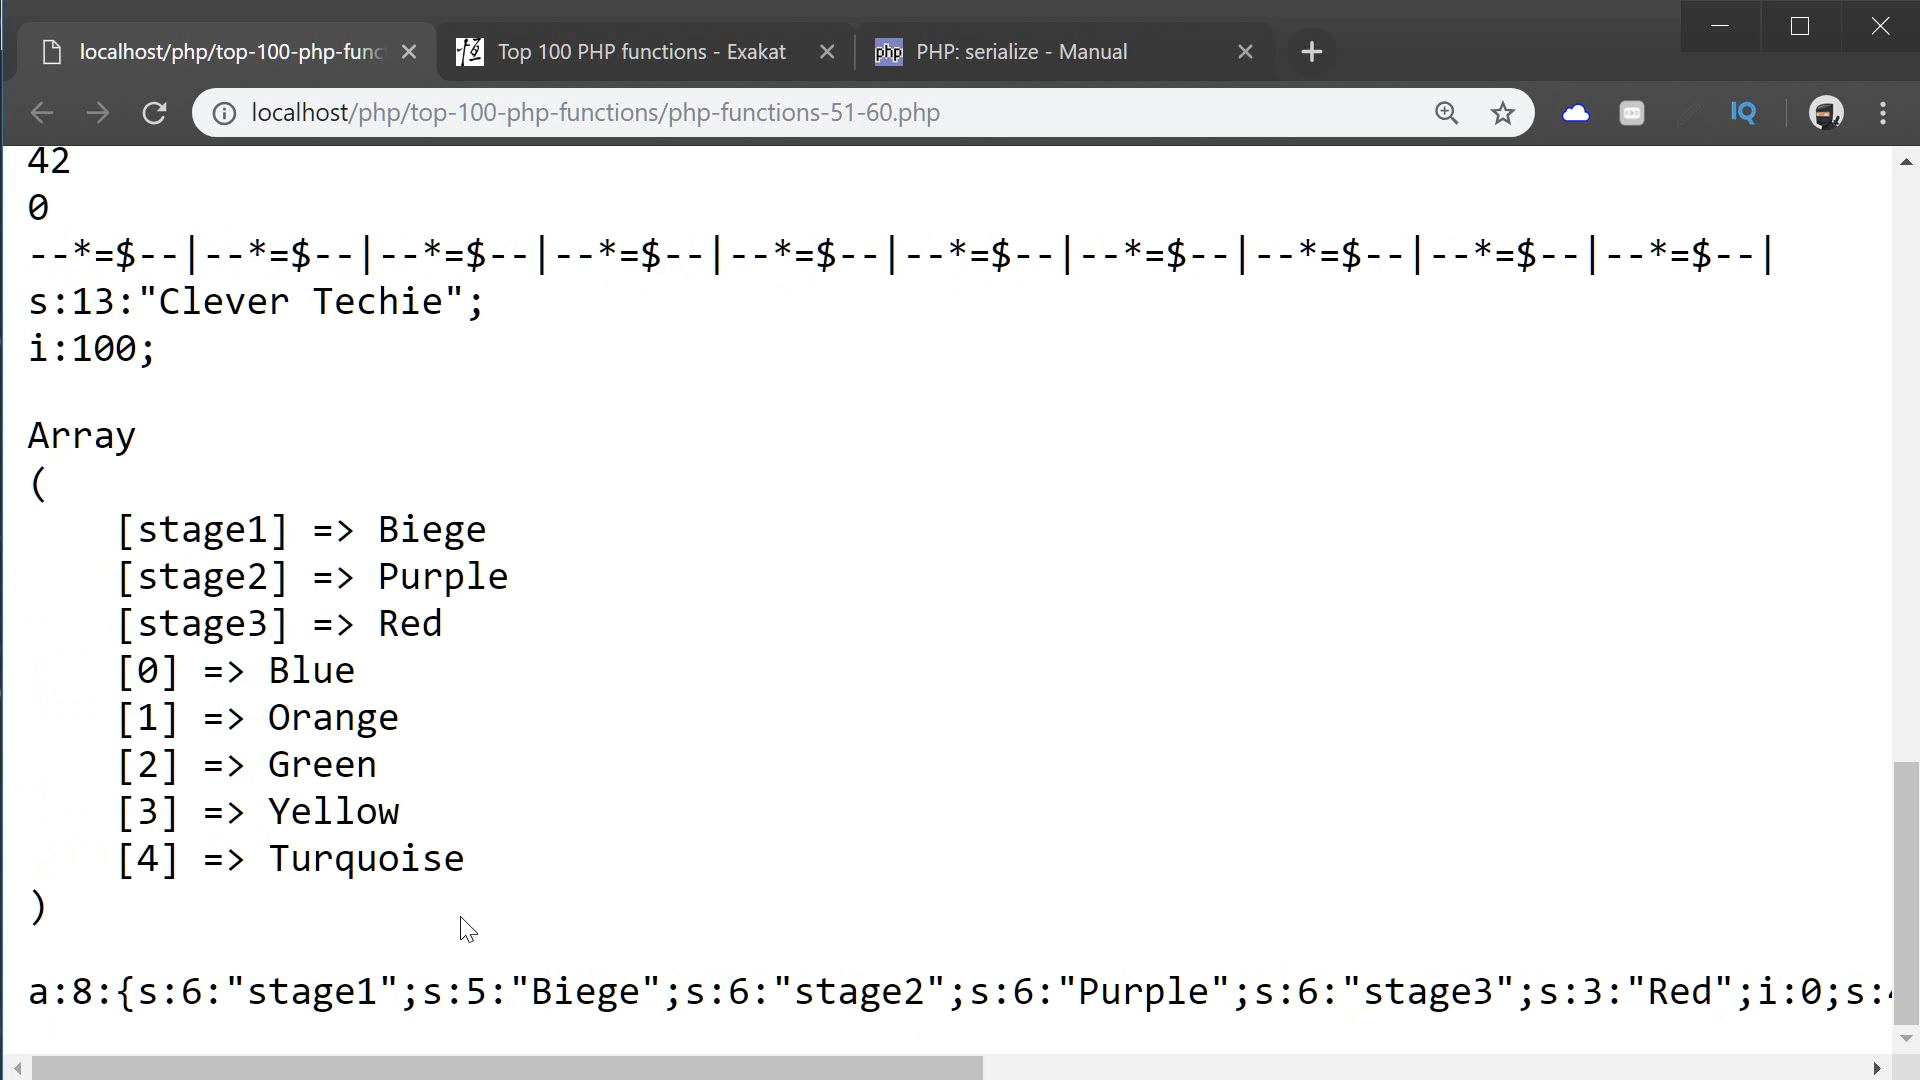 localhost/php/top-100-php-func
Top 100 PHP functions - Exakat
php PHP: serialize - Manual
localhost/php/top-100-php-functions/php-functions-51-60.php
IQ
42
0
--*=$--|--*=$--|--*=$--|--*=$--|--*=$--|--*=$--|--*=$--|--*=$--|--*=$--|--*=$--|
s:13:"Clever Techie";
i:100;
Array
(
[stage1] => Biege
[stage2] => Purple
[stage3] => Red
[0] => Blue
[1] => Orange
[2] => Green
[3] => Yellow
[4] => Turquoise
)
a:8:{s:6:"stage1";s:5:"Biege";s:6:"stage2";s:6:"Purple";s:6:"stage3";s:3:"Red";i:0;s: